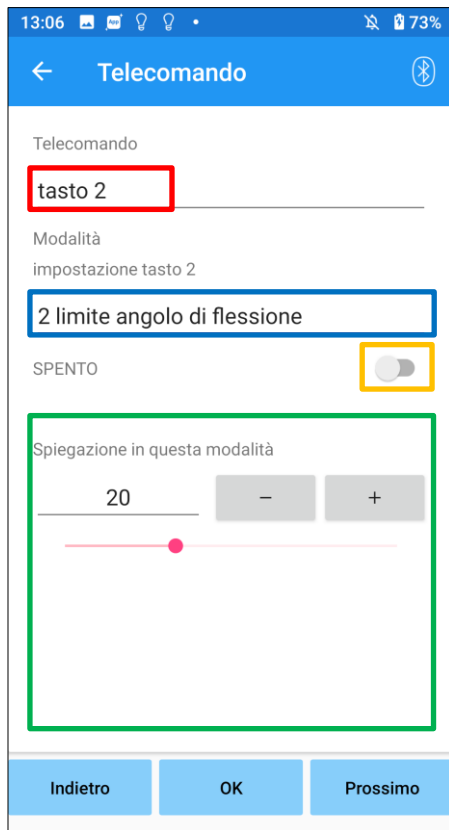 13:06 73%
Telecomando
Telecomando
tasto 2
Modalità
impostazione tasto 2
2 limite angolo di flessione
SPENTO
Spiegazione in questa modalità
20 − +
Indietro OK Prossimo